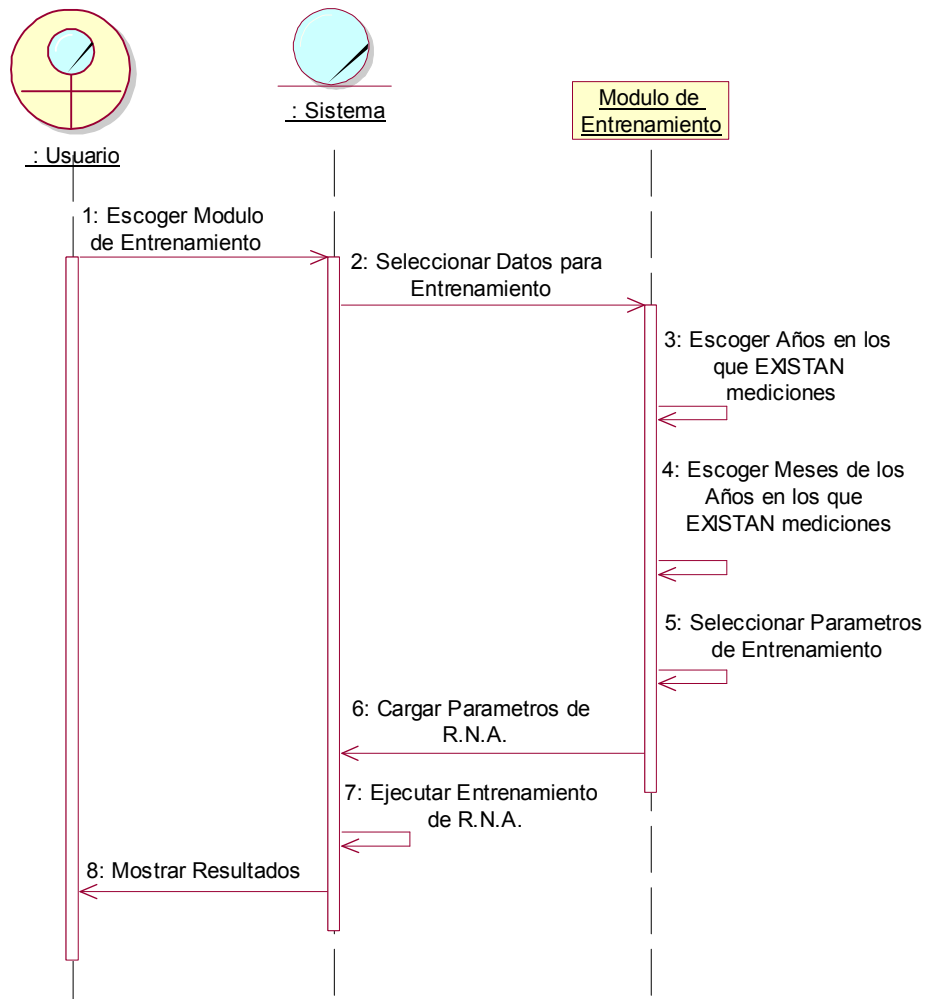 : Usuario
: Sistema
Modulo de
Entrenamiento
1: Escoger Modulo
de Entrenamiento
2: Seleccionar Datos para
Entrenamiento
3: Escoger Años en los
que EXISTAN
mediciones
4: Escoger Meses de los
Años en los que
EXISTAN mediciones
5: Seleccionar Parametros
de Entrenamiento
6: Cargar Parametros de
R.N.A.
7: Ejecutar Entrenamiento
de R.N.A.
8: Mostrar Resultados